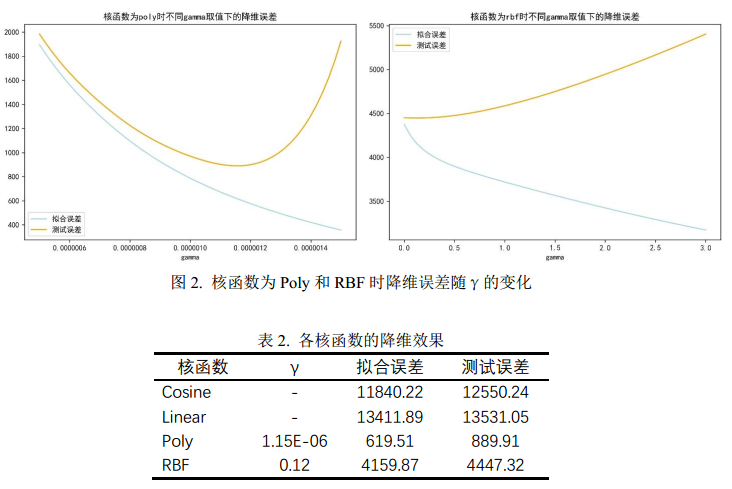 核函数为poly时不同gamma取值下的降维误差
2000
1800
1600
1400
1200
1000
800
600
400
拟合误差
测试误差
0.0000006 0.0000008 0.0000010 0.0000012 0.0000014
gamma
核函数为rbf时不同gamma取值下的降维误差
5500
5000
4500
4000
3500
拟合误差
测试误差
0.0 0.5 1.0 1.5 2.0 2.5 3.0
gamma
图 2. 核函数为 Poly 和 RBF 时降维误差随 γ 的变化
表 2. 各核函数的降维效果
核函数 γ 拟合误差 测试误差
Cosine - 11840.22 12550.24
Linear - 13411.89 13531.05
Poly 1.15E-06 619.51 889.91
RBF 0.12 4159.87 4447.32